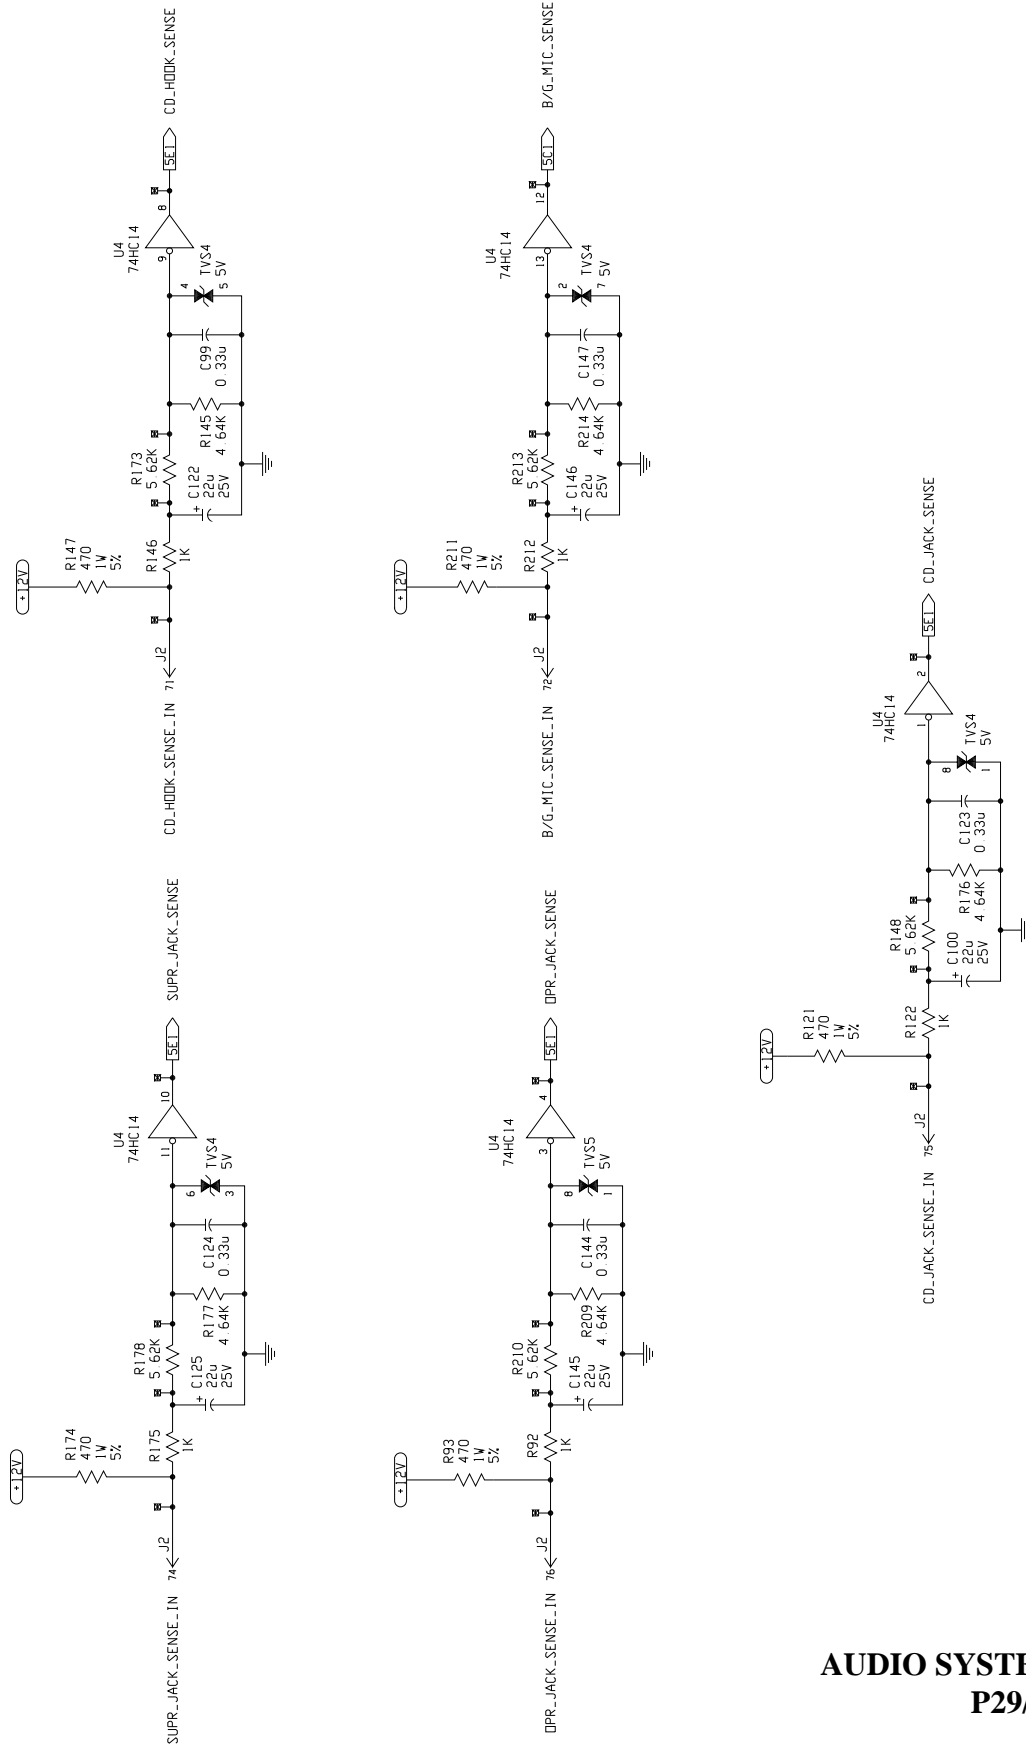 SUPR_JACK_SENSE_IN
74
J2
+12V
R174
470
1W
5%
R175
1K
C125
22u
25V
R178
5.62K
R177
4.64K
C124
0.33u
6
3
TVS4
5V
U4
74HC14
11
10
5E1
SUPR_JACK_SENSE
CD_HOOK_SENSE_IN
71
J2
+12V
R147
470
1W
5%
R146
1K
+
C122
22u
25V
R173
5.62K
R145
4.64K
C99
0.33u
4
5
TVS4
5V
U4
74HC14
9
8
5E1
CD_HOOK_SENSE
OPR_JACK_SENSE_IN
76
J2
+12V
R93
470
1W
5%
R92
1K
+
C145
22u
25V
R210
5.62K
R209
4.64K
C144
0.33u
8
1
TVS5
5V
U4
74HC14
3
4
5E1
OPR_JACK_SENSE
B/G_MIC_SENSE_IN
72
J2
+12V
R211
470
1W
5%
R212
1K
+
C146
22u
25V
R213
5.62K
R214
4.64K
C147
0.33u
2
7
TVS4
5V
U4
74HC14
13
12
5C1
B/G_MIC_SENSE
CD_JACK_SENSE_IN
75
J2
+12V
R121
470
1W
5%
R122
1K
+
C100
22u
25V
R148
5.62K
R176
4.64K
C123
0.33u
8
1
TVS4
5V
U4
74HC14
1
2
5E1
CD_JACK_SENSE
AUDIO SYSTE
P29/